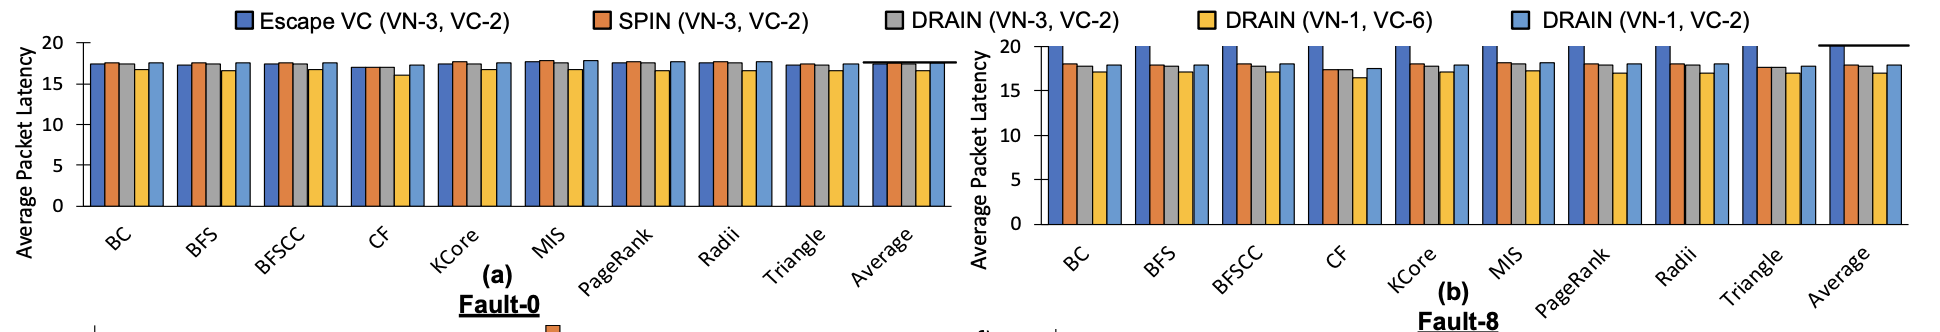 Escape VC (VN-3, VC-2) SPIN (VN-3, VC-2) DRAIN (VN-3, VC-2) DRAIN (VN-1, VC-6) DRAIN (VN-1, VC-2)
Average Packet Latency
20
15
10
5
0
BC BFS BFSCC CF KCore MIS PageRank Radii Triangle Average
(a)
Fault-0
Average Packet Latency
20
15
10
5
0
BC BFS BFSCC CF KCore MIS PageRank Radii Triangle Average
(b)
Fault-8